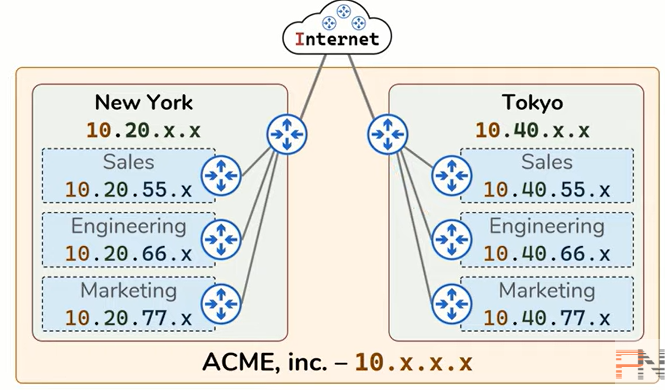 Internet
New York
10.20.x.x
Sales
10.20.55.x
Engineering
10.20.66.x
Marketing
10.20.77.x
Tokyo
10.40.x.x
Sales
10.40.55.x
Engineering
10.40.66.x
Marketing
10.40.77.x
ACME, inc. – 10.x.x.x
PN